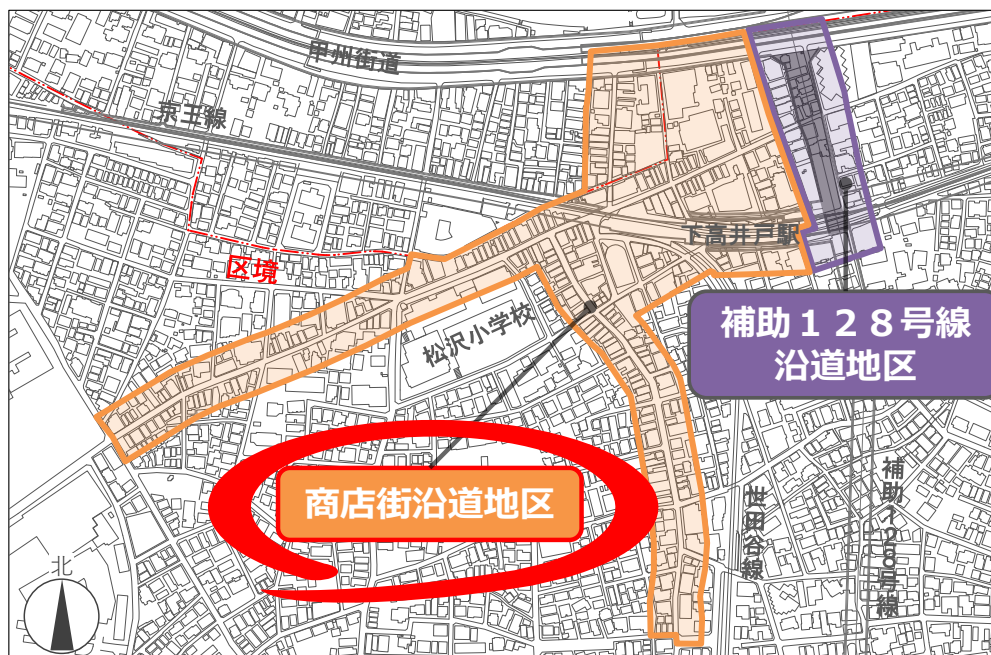 甲州街道
京王線
区境
下高井戸駅
松沢小学校
補助１２８号線
沿道地区
商店街沿道地区
世田谷線
補助１２８号線
北